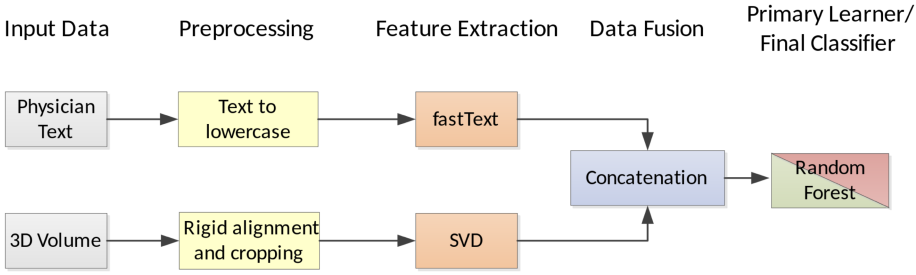 Input Data
Preprocessing
Feature Extraction
Data Fusion
Primary Learner/
Final Classifier
Physician
Text
Text to
lowercase
fastText
Concatenation
Random
Forest
3D Volume
Rigid alignment
and cropping
SVD